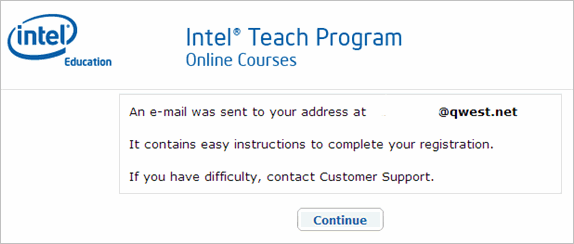 intel®
Education
Intel® Teach Program
Online Courses
An e-mail was sent to your address at @qwest.net
It contains easy instructions to complete your registration.
If you have difficulty, contact Customer Support.
Continue